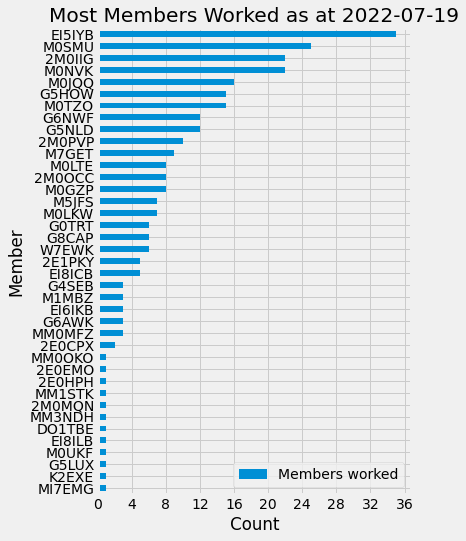 Most Members Worked as at 2022-07-19
EI5IYB
M0SMU
2M0IIG
M0NVK
M0JQQ
G5HOW
M0TZO
G6NWF
G5NLD
2M0PVP
M7GET
M0LTE
2M0OCC
M0GZP
M5JFS
M0LKW
G0TRT
G8CAP
W7EWK
2E1PKY
EI8ICB
G4SEB
M1MBZ
EI6IKB
G6AWK
MM0MFZ
2E0CPX
MM0OKO
2E0EMO
2E0HPH
MM1STK
2M0MQN
MM3NDH
DO1TBE
EI8ILB
M0UKF
G5LUX
K2EXE
MI7EMG
Member
Members worked
0 4 8 12 16 20 24 28 32 36
Count